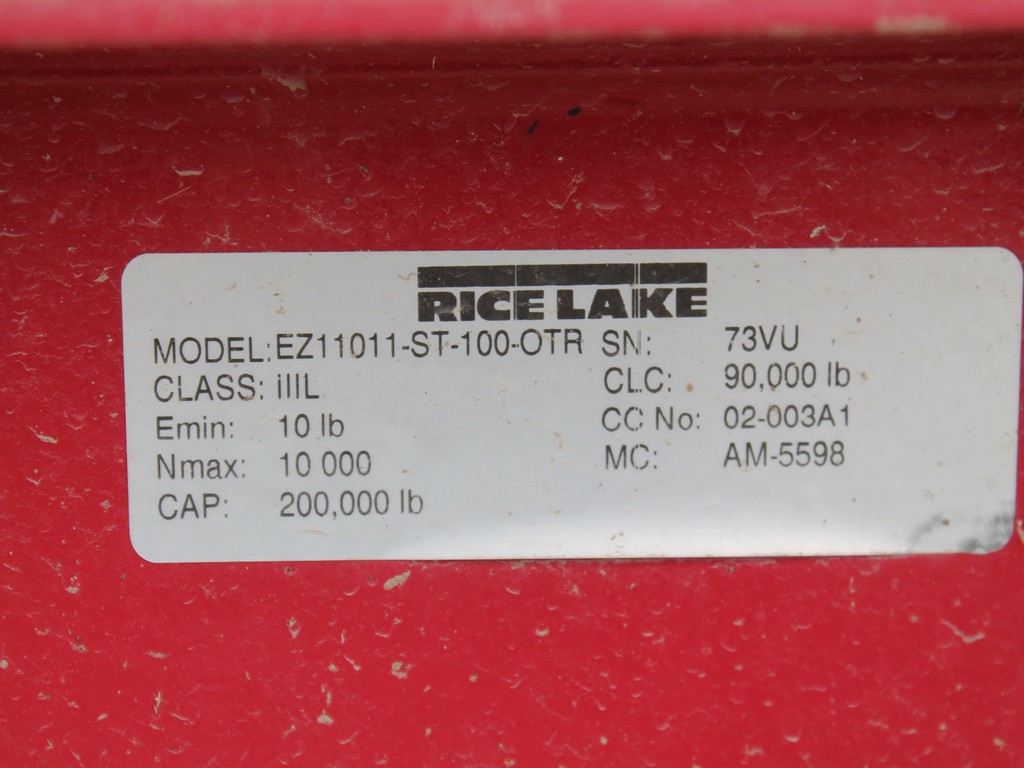 RICE LAKE
MODEL: EZ11011-ST-100-OTR SN: 73VU
CLASS: iIIL CLC: 90,000 lb
Emin: 10 lb CC No: 02-003A1
Nmax: 10 000 MC: AM-5598
CAP: 200,000 lb